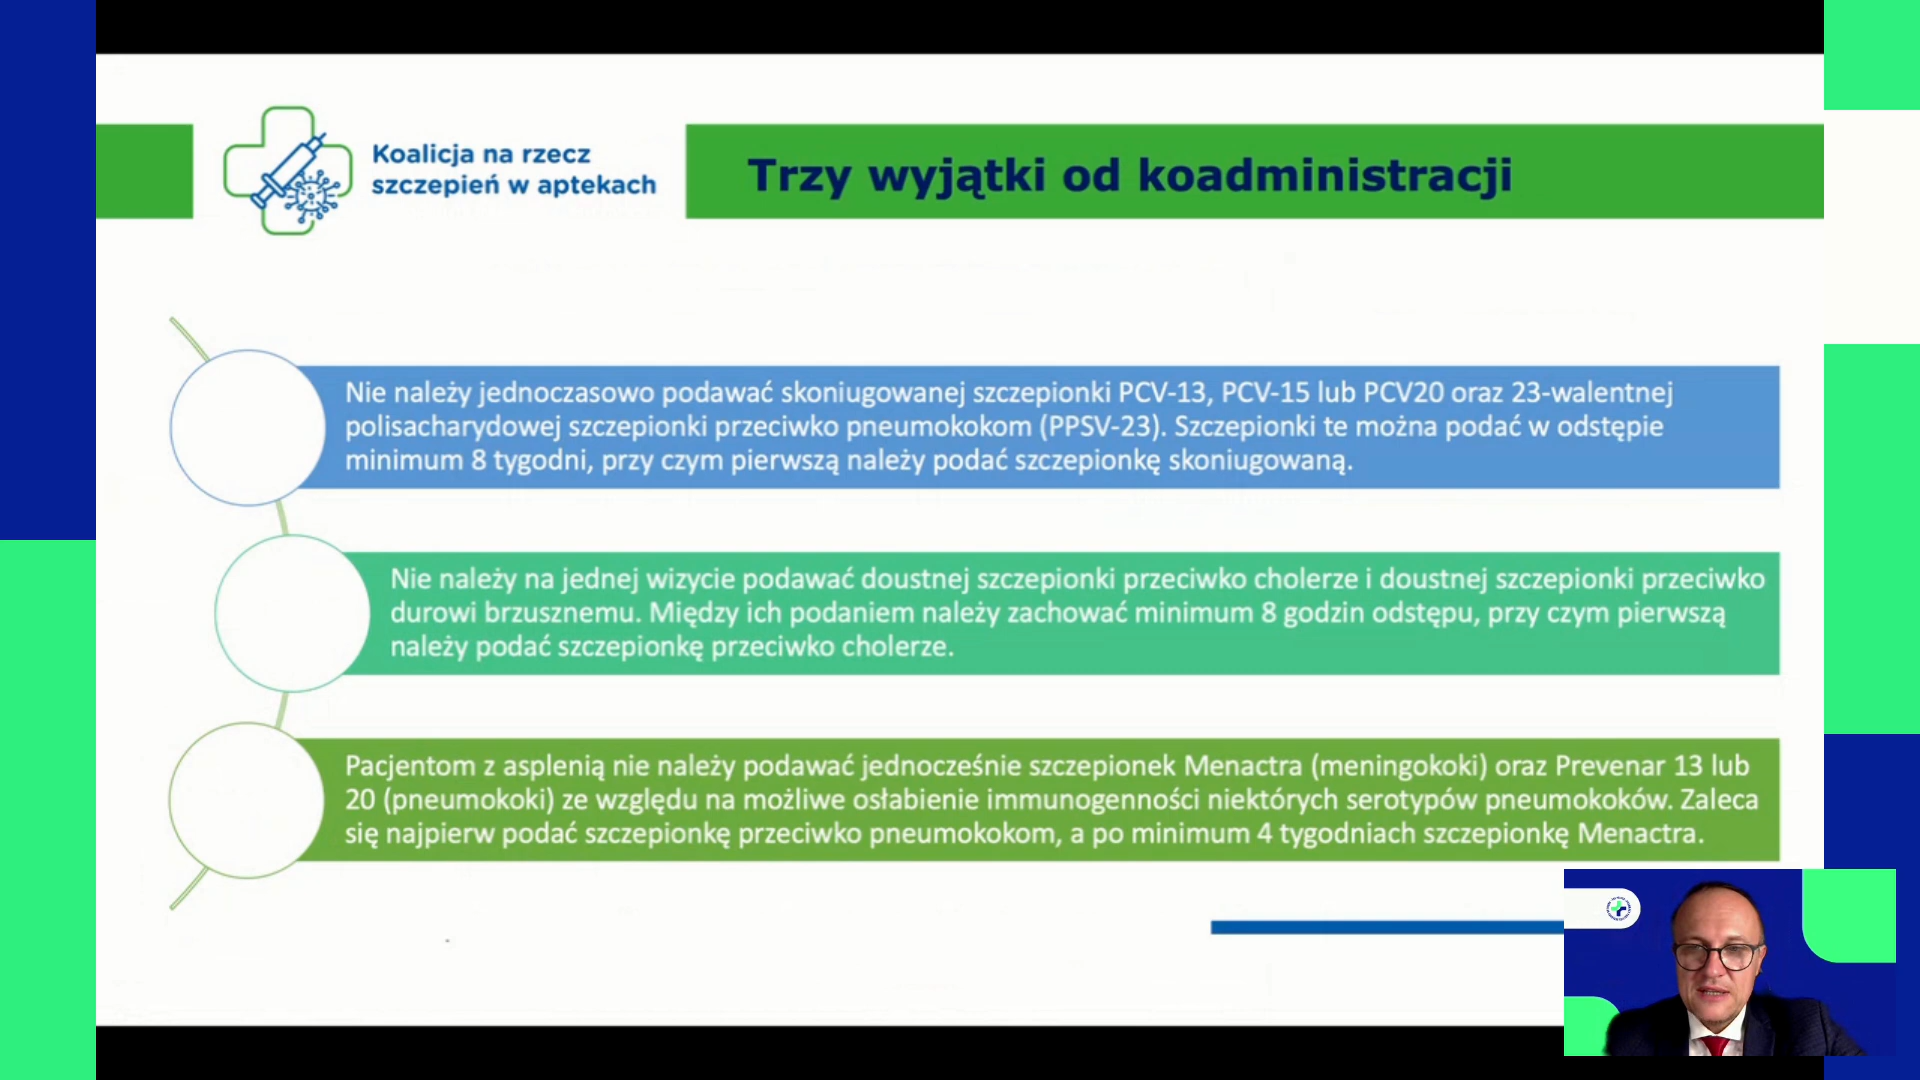 Koalicja na rzecz
szczepień w aptekach
Trzy wyjątki od koadministracji
Nie należy jednoczasowo podawać skoniugowanej szczepionki PCV-13, PCV-15 lub PCV20 oraz 23-walentnej
polisacharydowej szczepionki przeciwko pneumokokom (PPSV-23). Szczepionki te można podać w odstępie
minimum 8 tygodni, przy czym pierwszą należy podać szczepionkę skoniugowaną.
Nie należy na jednej wizycie podawać doustnej szczepionki przeciwko cholerze i doustnej szczepionki przeciwko
durowi brzusznemu. Między ich podaniem należy zachować minimum 8 godzin odstępu, przy czym pierwszą
należy podać szczepionkę przeciwko cholerze.
Pacjentom z asplenią nie należy podawać jednocześnie szczepionek Menactra (meningokoki) oraz Prevenar 13 lub
20 (pneumokoki) ze względu na możliwe osłabienie immunogenności niektórych serotypów pneumokoków. Zaleca
się najpierw podać szczepionkę przeciwko pneumokokom, a po minimum 4 tygodniach szczepionkę Menactra.